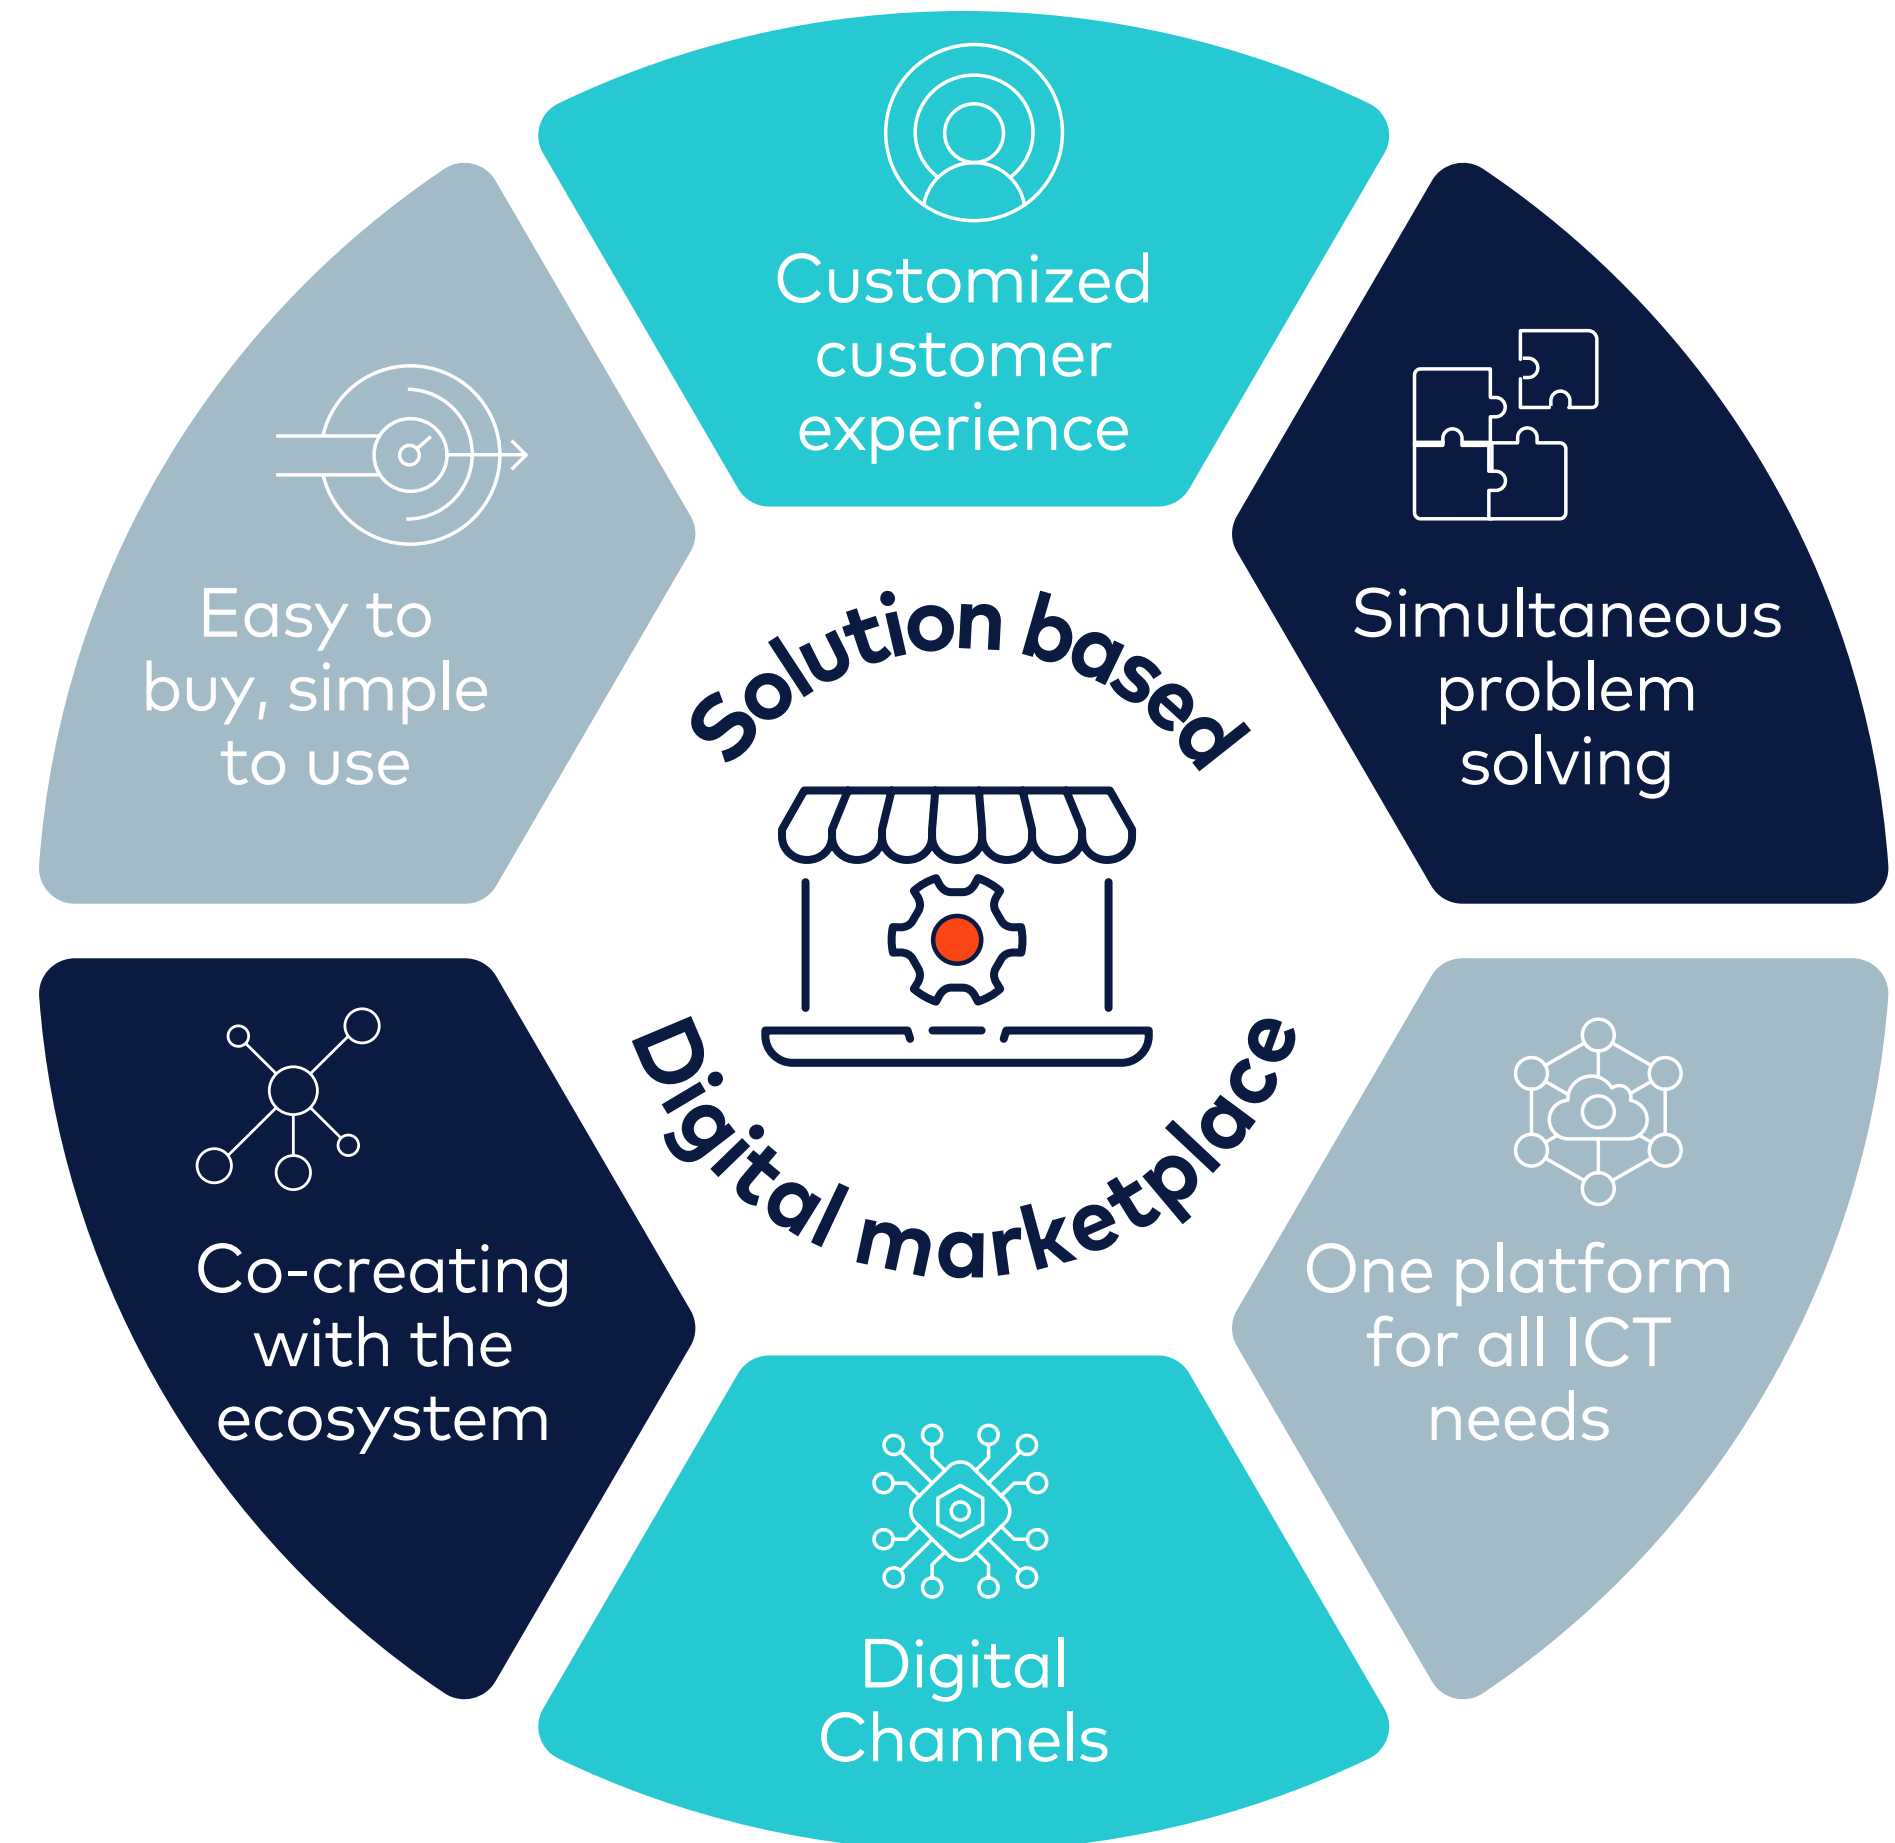 Customized
customer
experience
Simultaneous
problem
solving
One platform
for all ICT
needs
Digital
Channels
Co-creating
with the
ecosystem
Easy to
buy, simple
to use
Solution based
Digital marketplace